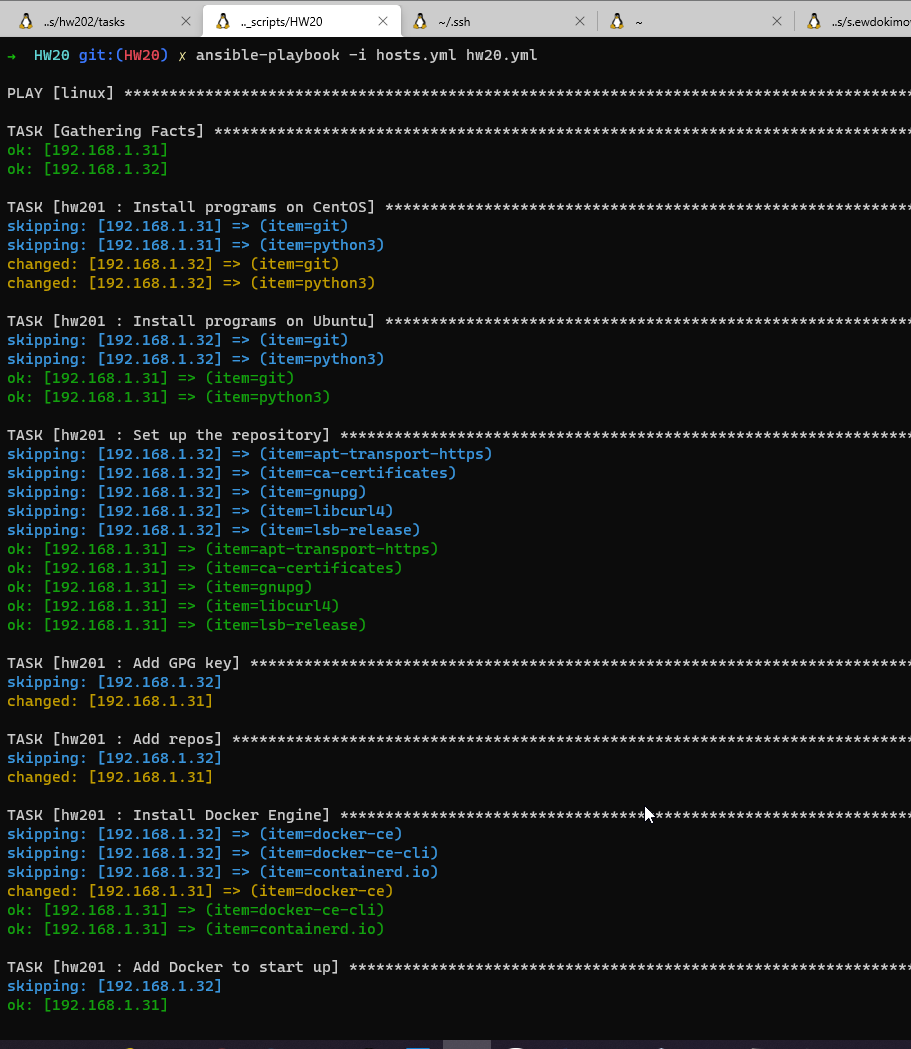 ..s/hw202/tasks
.._scripts/HW20
~/.ssh
~
..s/s.ewdokimo
→ HW20 git:(HW20) ✗ ansible-playbook -i hosts.yml hw20.yml
PLAY [linux] ****************************************************************************************
TASK [Gathering Facts] ******************************************************************************
ok: [192.168.1.31]
ok: [192.168.1.32]
TASK [hw201 : Install programs on CentOS] ***********************************************************
skipping: [192.168.1.31] => (item=git)
skipping: [192.168.1.31] => (item=python3)
changed: [192.168.1.32] => (item=git)
changed: [192.168.1.32] => (item=python3)
TASK [hw201 : Install programs on Ubuntu] ***********************************************************
skipping: [192.168.1.32] => (item=git)
skipping: [192.168.1.32] => (item=python3)
ok: [192.168.1.31] => (item=git)
ok: [192.168.1.31] => (item=python3)
TASK [hw201 : Set up the repository] ****************************************************************
skipping: [192.168.1.32] => (item=apt-transport-https)
skipping: [192.168.1.32] => (item=ca-certificates)
skipping: [192.168.1.32] => (item=gnupg)
skipping: [192.168.1.32] => (item=libcurl4)
skipping: [192.168.1.32] => (item=lsb-release)
ok: [192.168.1.31] => (item=apt-transport-https)
ok: [192.168.1.31] => (item=ca-certificates)
ok: [192.168.1.31] => (item=gnupg)
ok: [192.168.1.31] => (item=libcurl4)
ok: [192.168.1.31] => (item=lsb-release)
TASK [hw201 : Add GPG key] **************************************************************************
skipping: [192.168.1.32]
changed: [192.168.1.31]
TASK [hw201 : Add repos] ****************************************************************************
skipping: [192.168.1.32]
changed: [192.168.1.31]
TASK [hw201 : Install Docker Engine] ****************************************************************
skipping: [192.168.1.32] => (item=docker-ce)
skipping: [192.168.1.32] => (item=docker-ce-cli)
skipping: [192.168.1.32] => (item=containerd.io)
changed: [192.168.1.31] => (item=docker-ce)
ok: [192.168.1.31] => (item=docker-ce-cli)
ok: [192.168.1.31] => (item=containerd.io)
TASK [hw201 : Add Docker to start up] ***************************************************************
skipping: [192.168.1.32]
ok: [192.168.1.31]